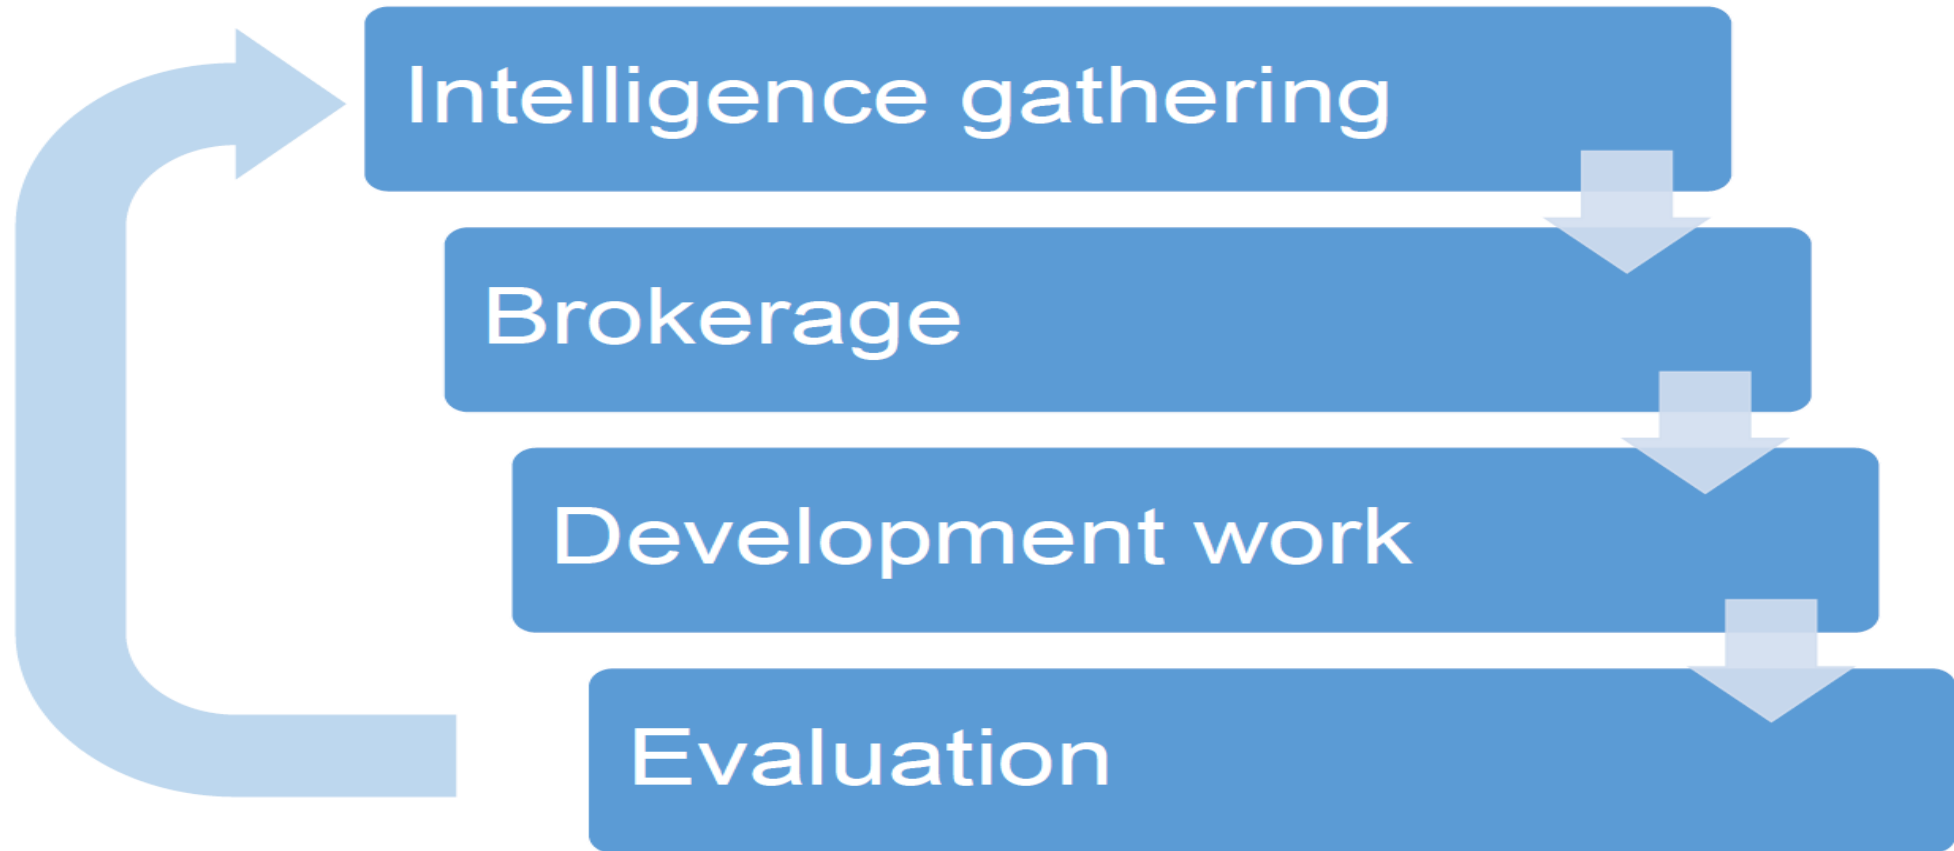 Intelligence gathering
Brokerage
Development work
Evaluation